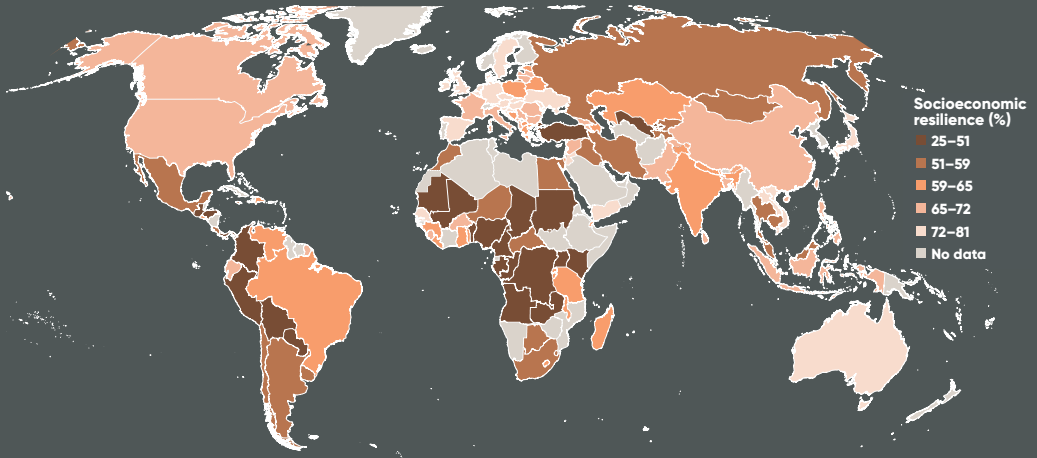 Socioeconomic
resilience (%)
25–51
51–59
59–65
65–72
72–81
No data